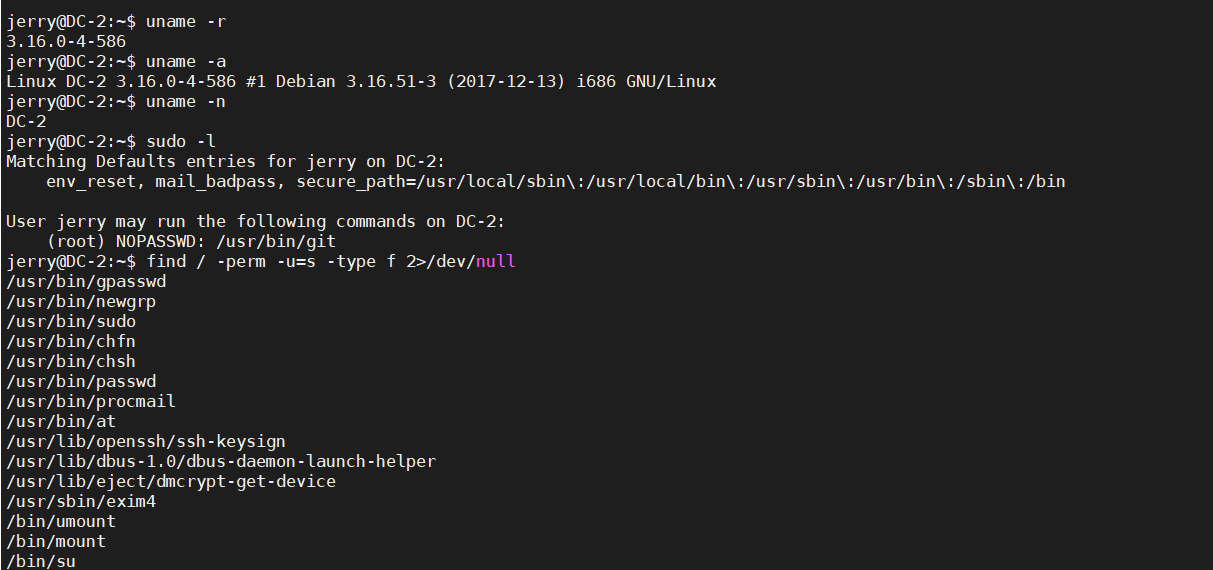 jerry@DC-2:~$ uname -r
3.16.0-4-586
jerry@DC-2:~$ uname -a
Linux DC-2 3.16.0-4-586 #1 Debian 3.16.51-3 (2017-12-13) i686 GNU/Linux
jerry@DC-2:~$ uname -n
DC-2
jerry@DC-2:~$ sudo -l
Matching Defaults entries for jerry on DC-2:
    env_reset, mail_badpass, secure_path=/usr/local/sbin\:/usr/local/bin\:/usr/sbin\:/usr/bin\:/sbin\:/bin
User jerry may run the following commands on DC-2:
    (root) NOPASSWD: /usr/bin/git
jerry@DC-2:~$ find / -perm -u=s -type f 2>/dev/null
/usr/bin/gpasswd
/usr/bin/newgrp
/usr/bin/sudo
/usr/bin/chfn
/usr/bin/chsh
/usr/bin/passwd
/usr/bin/procmail
/usr/bin/at
/usr/lib/openssh/ssh-keysign
/usr/lib/dbus-1.0/dbus-daemon-launch-helper
/usr/lib/eject/dmcrypt-get-device
/usr/sbin/exim4
/bin/umount
/bin/mount
/bin/su